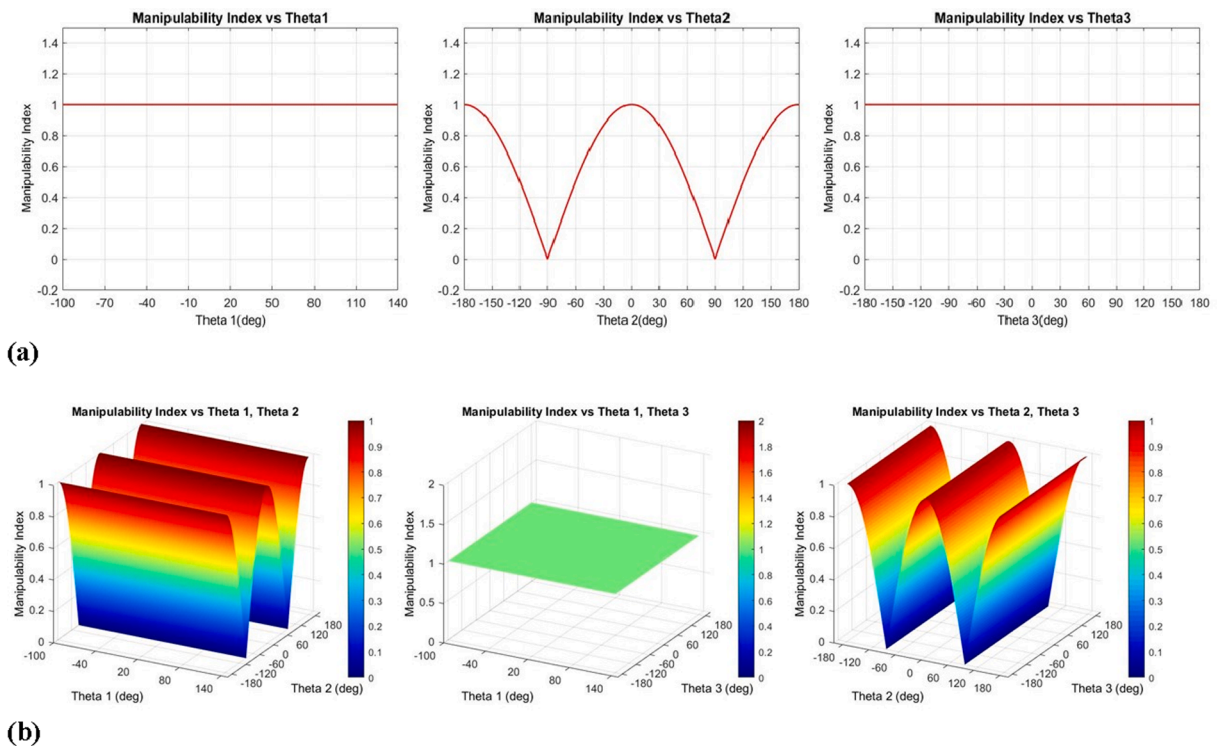 Manipulability Index vs Theta1
1.4
1.2
1
0.8
0.6
0.4
0.2
0
-0.2
Manipulability Index
-100 -70 -40 -10 20 50 80 110 140
Theta 1(deg)
Manipulability Index vs Theta2
1.4
1.2
1
0.8
0.6
0.4
0.2
0
-0.2
Manipulability Index
-180 -150 -120 -90 -60 -30 0 30 60 90 120 150 180
Theta 2(deg)
Manipulability Index vs Theta3
1.4
1.2
1
0.8
0.6
0.4
0.2
0
-0.2
Manipulability Index
-180 -150 -120 -90 -60 -30 0 30 60 90 120 150 180
Theta 3(deg)
(a)
Manipulability Index vs Theta 1, Theta 2
1
0.8
0.6
0.4
0.2
0
Manipulability Index
-100 -40 20 80 140
Theta 1 (deg)
-180 -120 -60 0 60 120 180
Theta 2 (deg)
1
0.9
0.8
0.7
0.6
0.5
0.4
0.3
0.2
0.1
0
Manipulability Index vs Theta 1, Theta 3
2
1.5
1
0.5
0
Manipulability Index
-100 -40 20 80 140
Theta 1 (deg)
-180 -120 -60 0 60 120 180
Theta 3 (deg)
2
1.8
1.6
1.4
1.2
1
0.8
0.6
0.4
0.2
0
Manipulability Index vs Theta 2, Theta 3
1
0.8
0.6
0.4
0.2
0
Manipulability Index
-180 -120 -60 0 60 120 180
Theta 2 (deg)
-180 -120 -60 0 60 120 180
Theta 3 (deg)
1
0.9
0.8
0.7
0.6
0.5
0.4
0.3
0.2
0.1
0
(b)